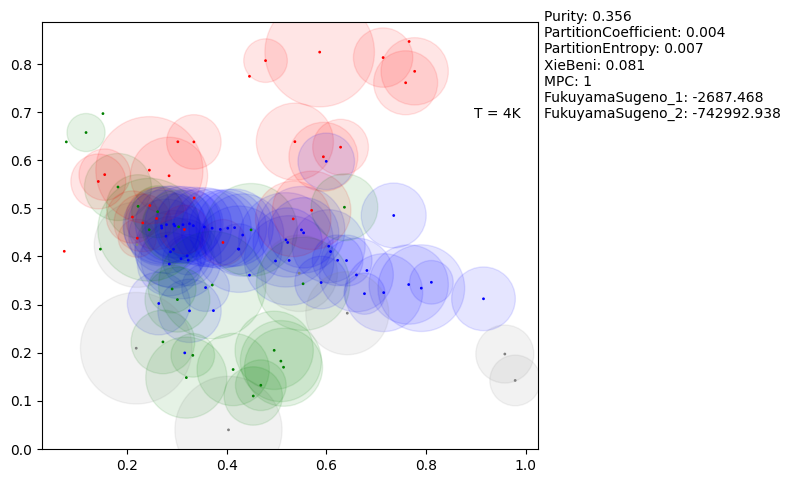 Purity: 0.356
PartitionCoefficient: 0.004
PartitionEntropy: 0.007
XieBeni: 0.081
MPC: 1
FukuyamaSugeno_1: -2687.468
FukuyamaSugeno_2: -742992.938
T = 4K
0.8
0.7
0.6
0.5
0.4
0.3
0.2
0.1
0.0
0.2 0.4 0.6 0.8 1.0